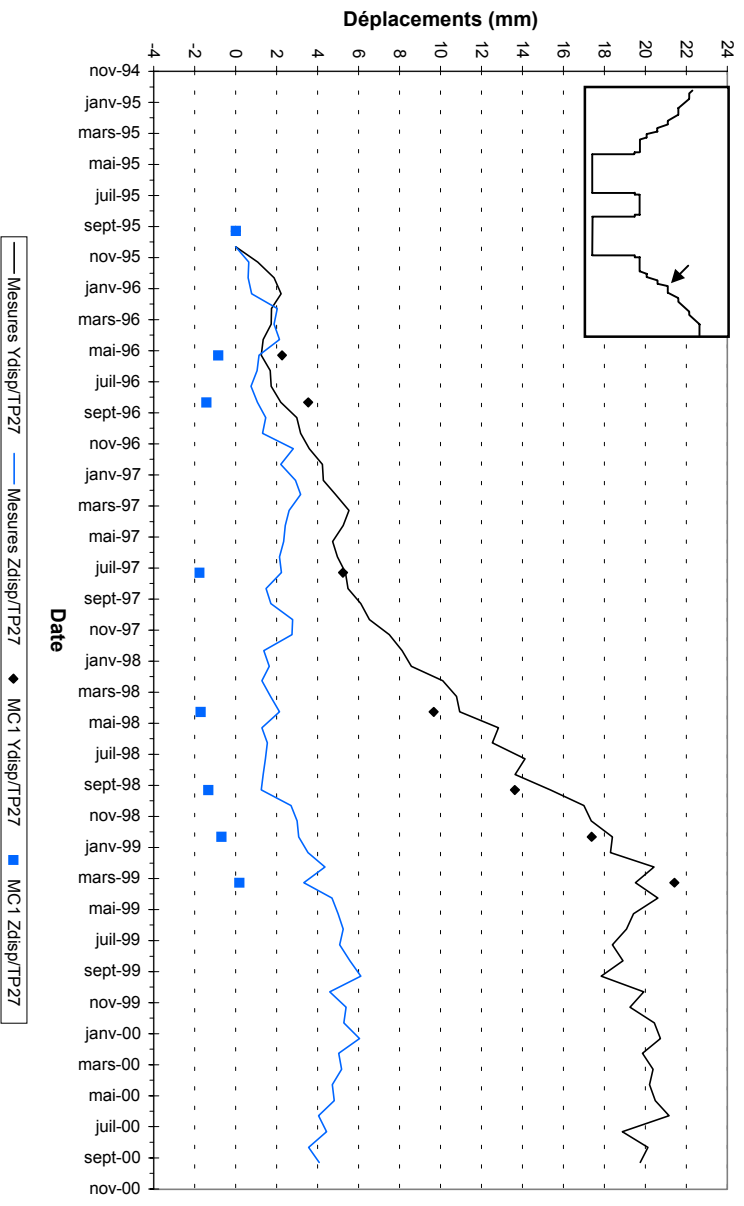 Déplacements (mm)
-4
-2
0
2
4
6
8
10
12
14
16
18
20
22
24
nov-94
janv-95
mars-95
mai-95
juil-95
sept-95
nov-95
janv-96
mars-96
mai-96
juil-96
sept-96
nov-96
janv-97
mars-97
mai-97
juil-97
sept-97
nov-97
janv-98
mars-98
mai-98
juil-98
sept-98
nov-98
janv-99
mars-99
mai-99
juil-99
sept-99
nov-99
janv-00
mars-00
mai-00
juil-00
sept-00
nov-00
Date
Mesures Ydisp/TP27 Mesures Zdisp/TP27 MC1 Ydisp/TP27 MC1 Zdisp/TP27